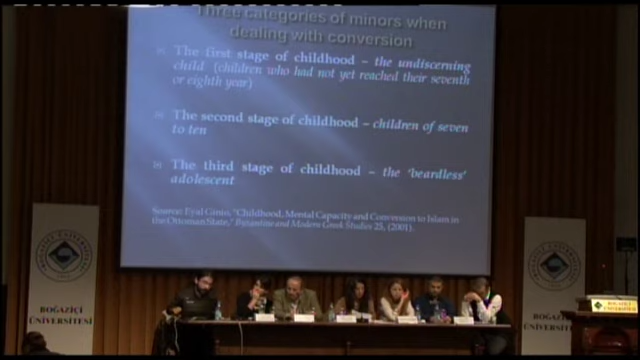 Three categories of minors when
dealing with conversion
The first stage of childhood – the undiscerning
child (children who had not yet reached their seventh
or eighth year)
The second stage of childhood – children of seven
to ten
The third stage of childhood – the 'beardless'
adolescent
Source: Eyal Ginio, "Childhood, Mental Capacity and Conversion to Islam in
the Ottoman State," Byzantine and Modern Greek Studies 25, (2001).
BOĞAZİÇİ
ÜNİVERSİTESİ
BOĞAZİÇİ
ÜNİVERSİTESİ